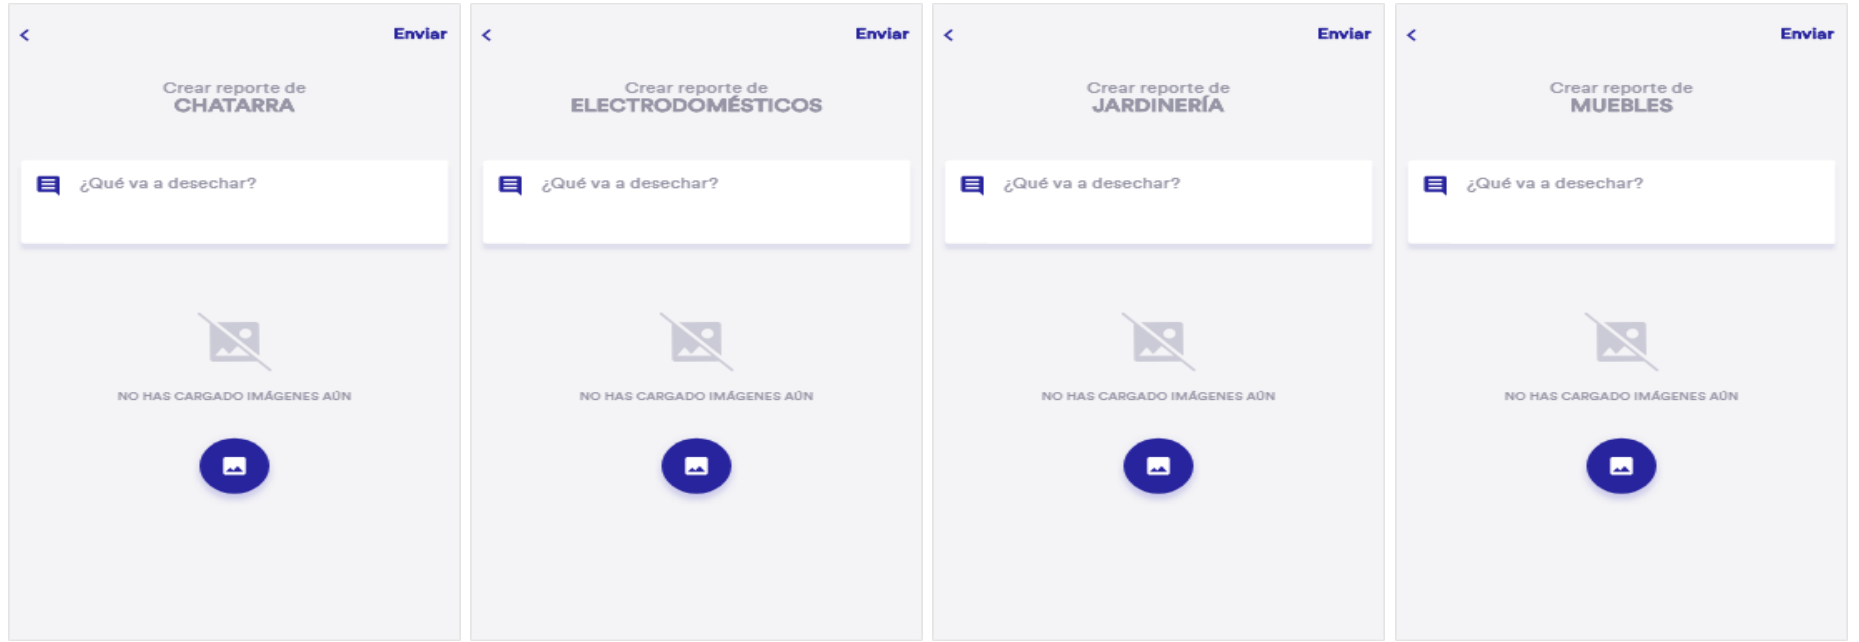 Enviar
Crear reporte de
CHATARRA
¿Qué va a desechar?
NO HAS CARGADO IMÁGENES AÚN
Enviar
Crear reporte de
ELECTRODOMÉSTICOS
¿Qué va a desechar?
NO HAS CARGADO IMÁGENES AÚN
Enviar
Crear reporte de
JARDINERÍA
¿Qué va a desechar?
NO HAS CARGADO IMÁGENES AÚN
Enviar
Crear reporte de
MUEBLES
¿Qué va a desechar?
NO HAS CARGADO IMÁGENES AÚN